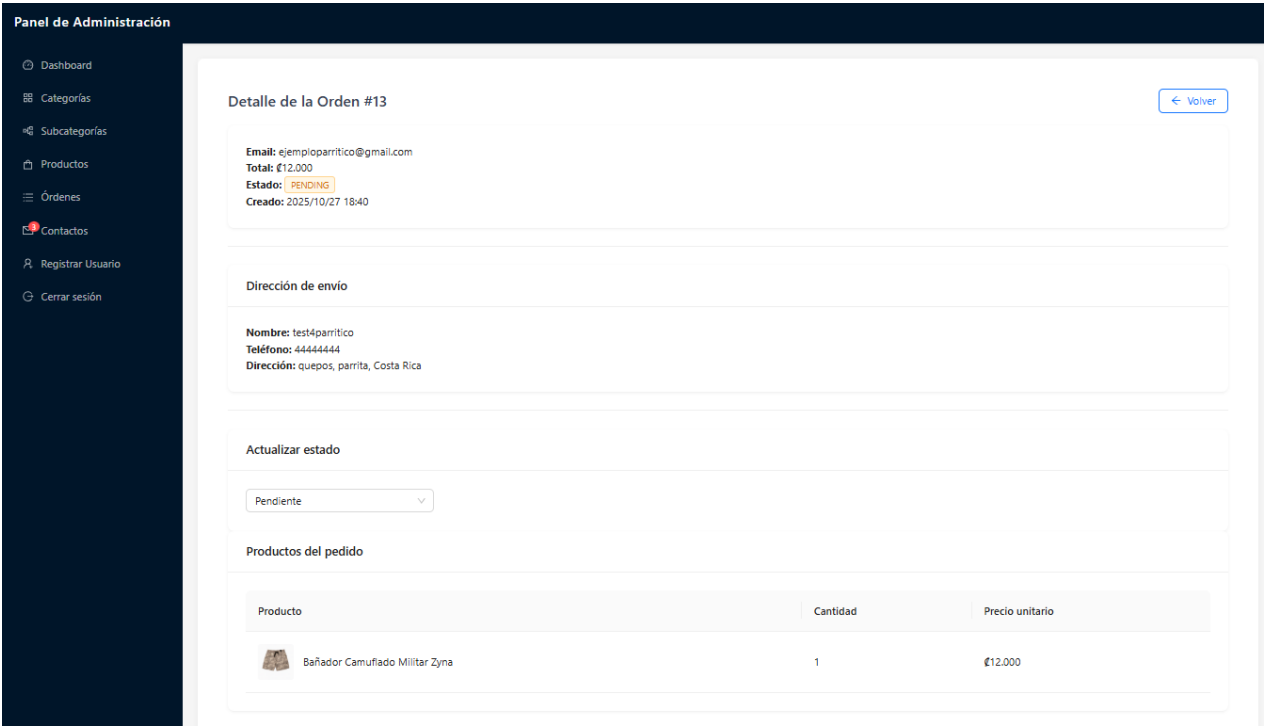 Panel de Administración
Dashboard
Categorías
Subcategorías
Productos
Órdenes
3
Contactos
Registrar Usuario
Cerrar sesión
Detalle de la Orden #13
← Volver
Email: ejemploparritico@gmail.com
Total: ₡12.000
Estado: PENDING
Creado: 2025/10/27 18:40
Dirección de envío
Nombre: test4parritico
Teléfono: 44444444
Dirección: quepos, parrita, Costa Rica
Actualizar estado
Pendiente
Productos del pedido
Producto Cantidad Precio unitario
Bañador Camuflado Militar Zyna 1 ₡12.000